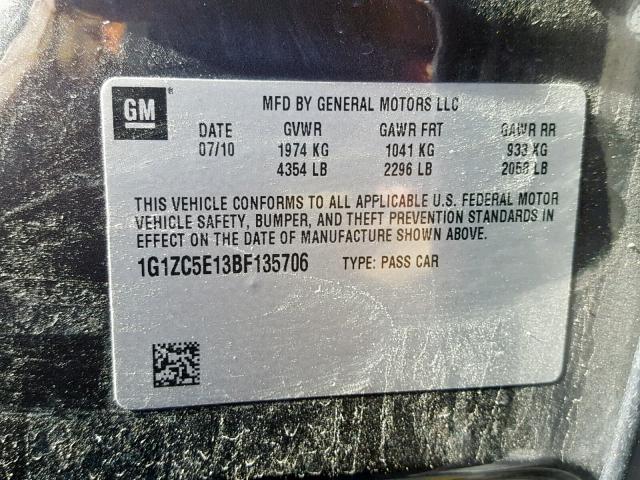 GM ® MFD BY GENERAL MOTORS LLC
DATE GVWR GAWR FRT GAWR RR
07/10 1974 KG 1041 KG 933 KG
4354 LB 2296 LB 2058 LB
THIS VEHICLE CONFORMS TO ALL APPLICABLE U.S. FEDERAL MOTOR
VEHICLE SAFETY, BUMPER, AND THEFT PREVENTION STANDARDS IN
EFFECT ON THE DATE OF MANUFACTURE SHOWN ABOVE.
1G1ZC5E13BF135706 TYPE: PASS CAR